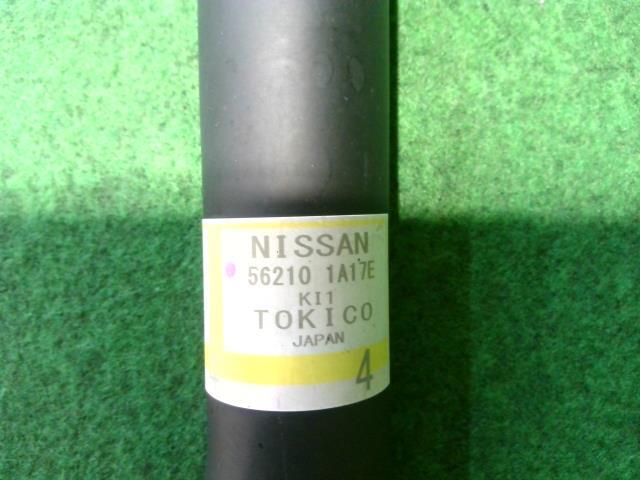 NISSAN
56210 1A17E
KI1
TOKICO
JAPAN
4